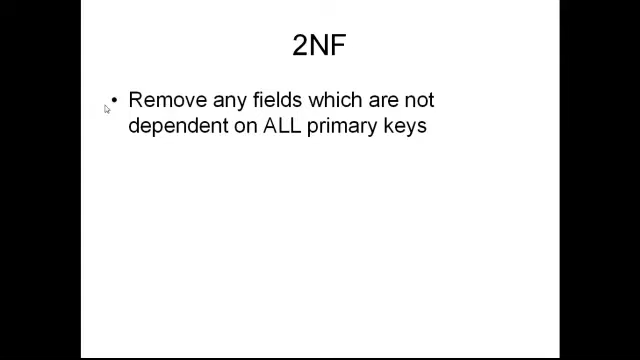 2NF
• Remove any fields which are not
dependent on ALL primary keys